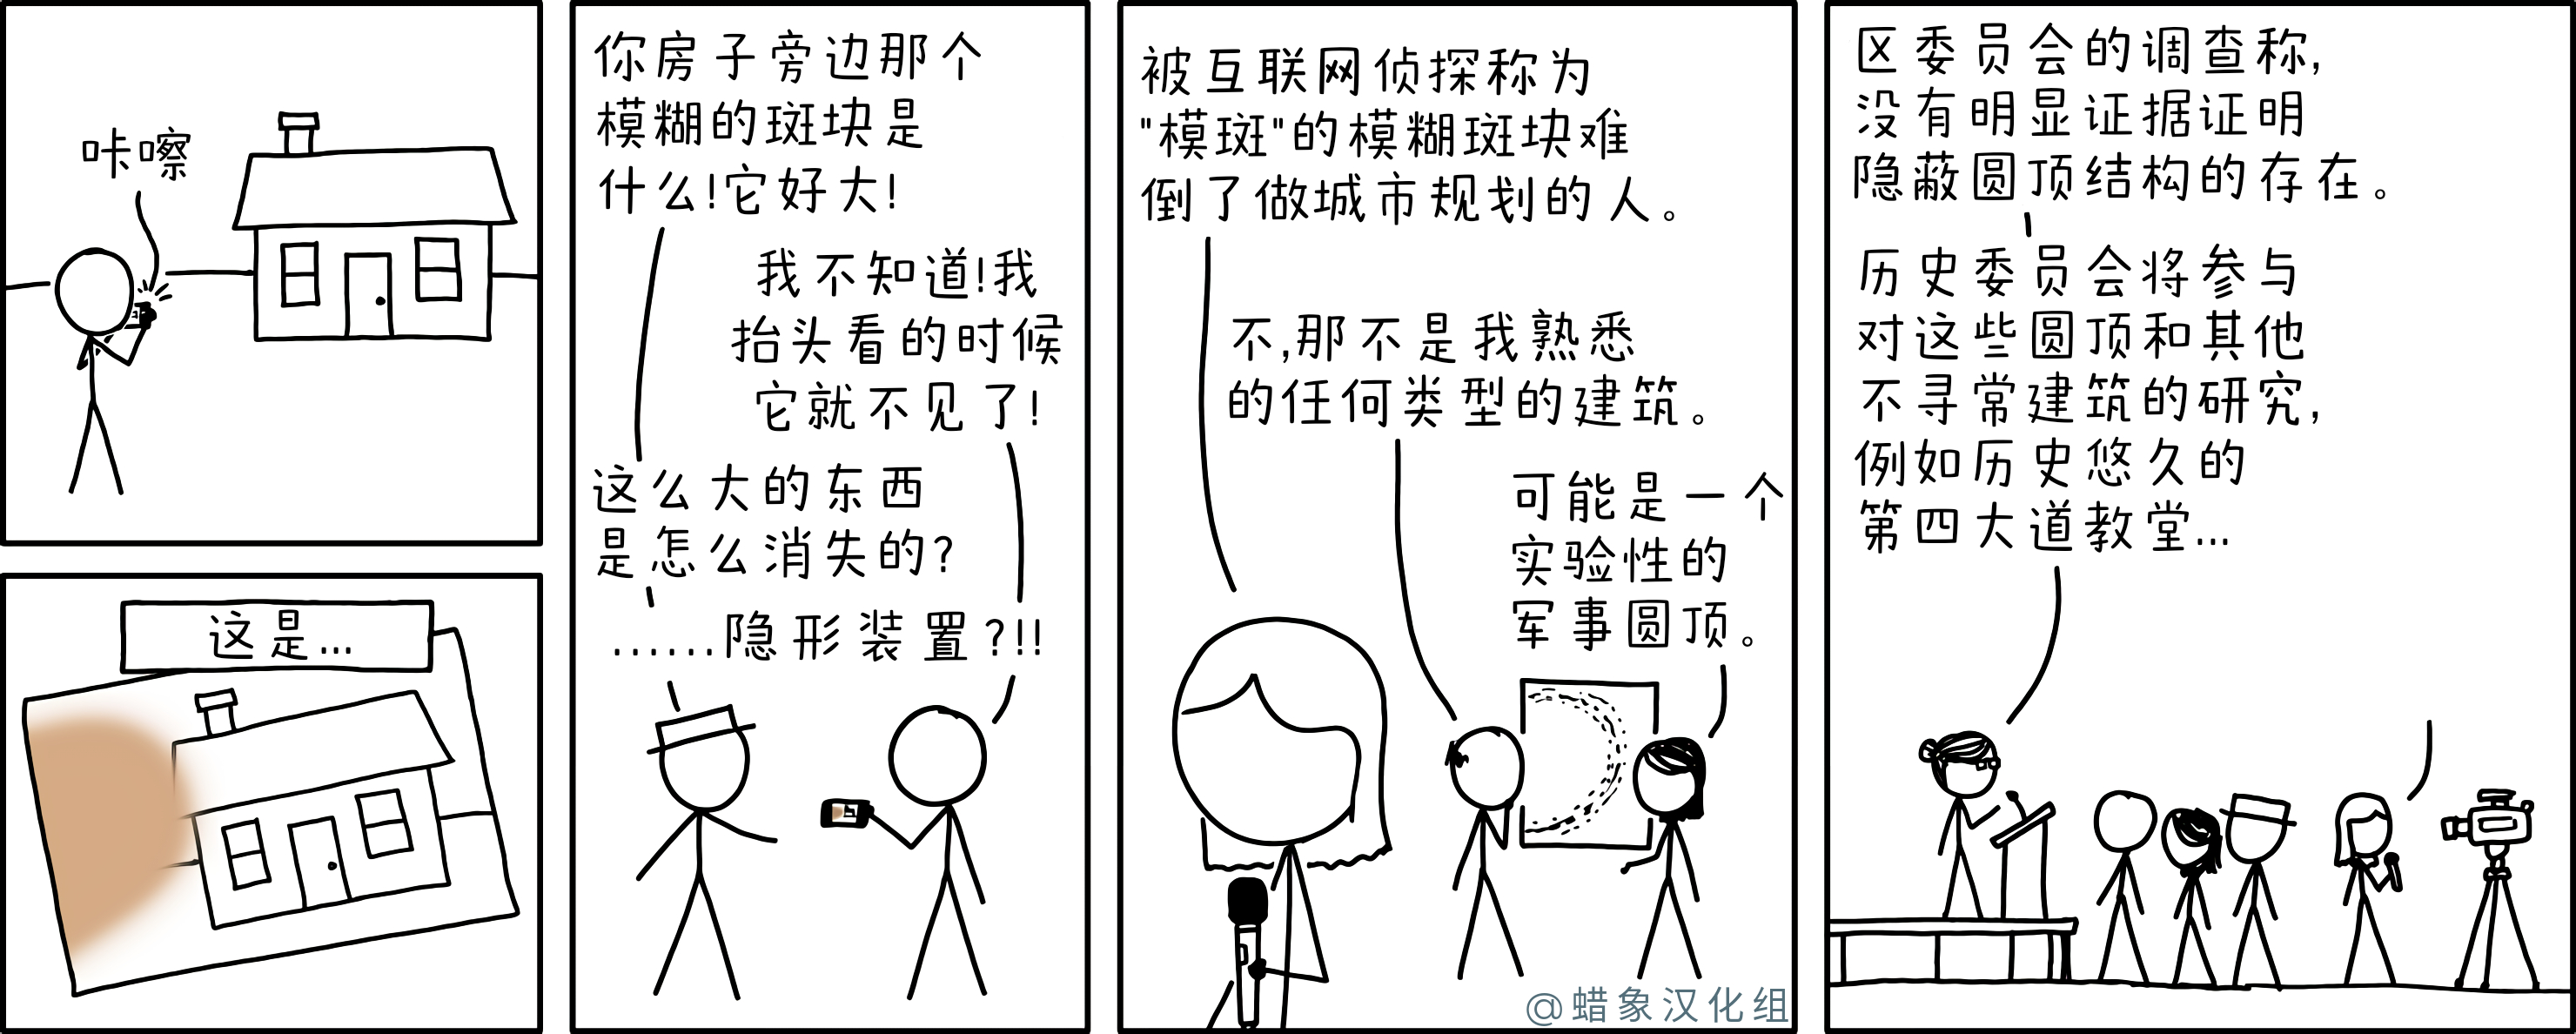 咔嚓
这是...
你房子旁边那个
模糊的斑块是
什么!它好大!
我不知道!我
抬头看的时候
它就不见了!
这么大的东西
是怎么消失的?
......隐形装置?!!
被互联网侦探称为
"模斑"的模糊斑块难
倒了做城市规划的人。
不,那不是我熟悉
的任何类型的建筑。
可能是一个
实验性的
军事圆顶。
@蜡象汉化组
区委员会的调查称,
没有明显证据证明
隐蔽圆顶结构的存在。
历史委员会将参与
对这些圆顶和其他
不寻常建筑的研究,
例如历史悠久的
第四大道教堂...